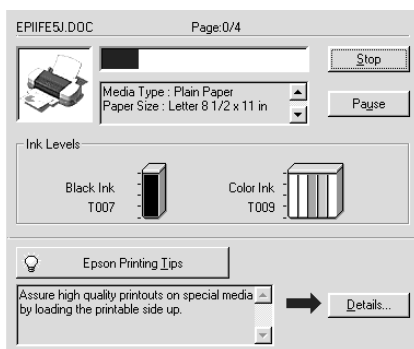 EPIIFE5J.DOC Page:0/4
Stop
Media Type : Plain Paper
Paper Size : Letter 8 1/2 x 11 in
Pause
Ink Levels
Black Ink
T007
Color Ink
T009
Epson Printing Tips
Assure high quality printouts on special media
by loading the printable side up.
Details...